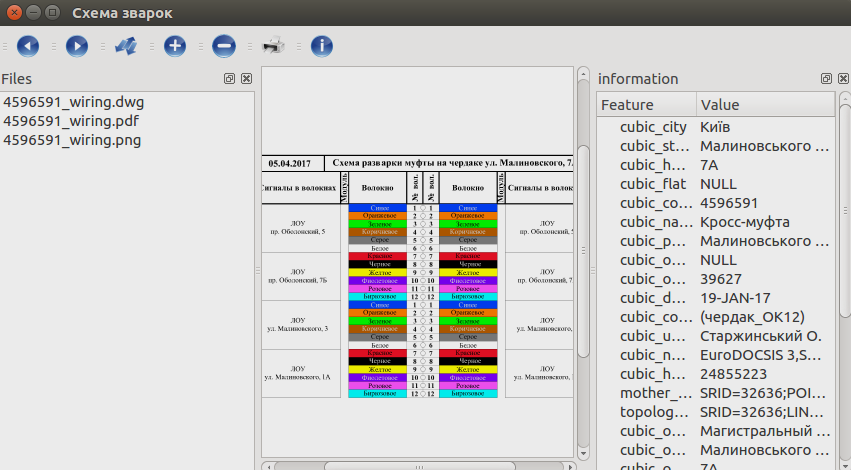 Схема зварок
Files
4596591_wiring.dwg
4596591_wiring.pdf
4596591_wiring.png
05.04.2017 Схема разварки муфты на чердаке ул. Малиновского, 7
Сигналы в волокнах Модуль Волокно № вол. № вол. Волокно Модуль Сигналы в волок
Синее 1 1 Синее
Оранжевое 2 2 Оранжевое
Зеленое 3 3 Зеленое
Коричневое 4 4 Коричневое
Серое 5 5 Серое
Белое 6 6 Белое
Красное 7 7 Красное
Черное 8 8 Черное
Желтое 9 9 Желтое
Фиолетовое 10 10 Фиолетовое
Розовое 11 11 Розовое
Бирюзовое 12 12 Бирюзовое
Синее 1 1 Синее
Оранжевое 2 2 Оранжевое
Зеленое 3 3 Зеленое
Коричневое 4 4 Коричневое
Серое 5 5 Серое
Белое 6 6 Белое
Красное 7 7 Красное
Черное 8 8 Черное
Желтое 9 9 Желтое
Фиолетовое 10 10 Фиолетовое
Розовое 11 11 Розовое
Бирюзовое 12 12 Бирюзовое
ЛОУ
пр. Оболонский, 5
ЛОУ
пр. Оболонский, 7Б
ЛОУ
ул. Малиновского, 3
ЛОУ
ул. Малиновского, 1А
ЛОУ
пр. Оболонский, 5
ЛОУ
пр. Оболонский, 7
ЛОУ
ул. Малиновского,
ЛОУ
ул. Малиновского,
information
Feature Value
cubic_city Київ
cubic_st... Малиновського ...
cubic_h... 7А
cubic_flat NULL
cubic_co... 4596591
cubic_na... Кросс-муфта
cubic_p... Малиновського ...
cubic_o... NULL
cubic_o... 39627
cubic_d... 19-JAN-17
cubic_co... (чердак_ОК12)
cubic_u... Старжинський О.
cubic_n... EuroDOCSIS 3,S...
cubic_h... 24855223
mother_... SRID=32636;POI...
topolog... SRID=32636;LIN...
cubic_o... Магистральный ...
cubic_o... Малиновського ...
cubic_o... 7А